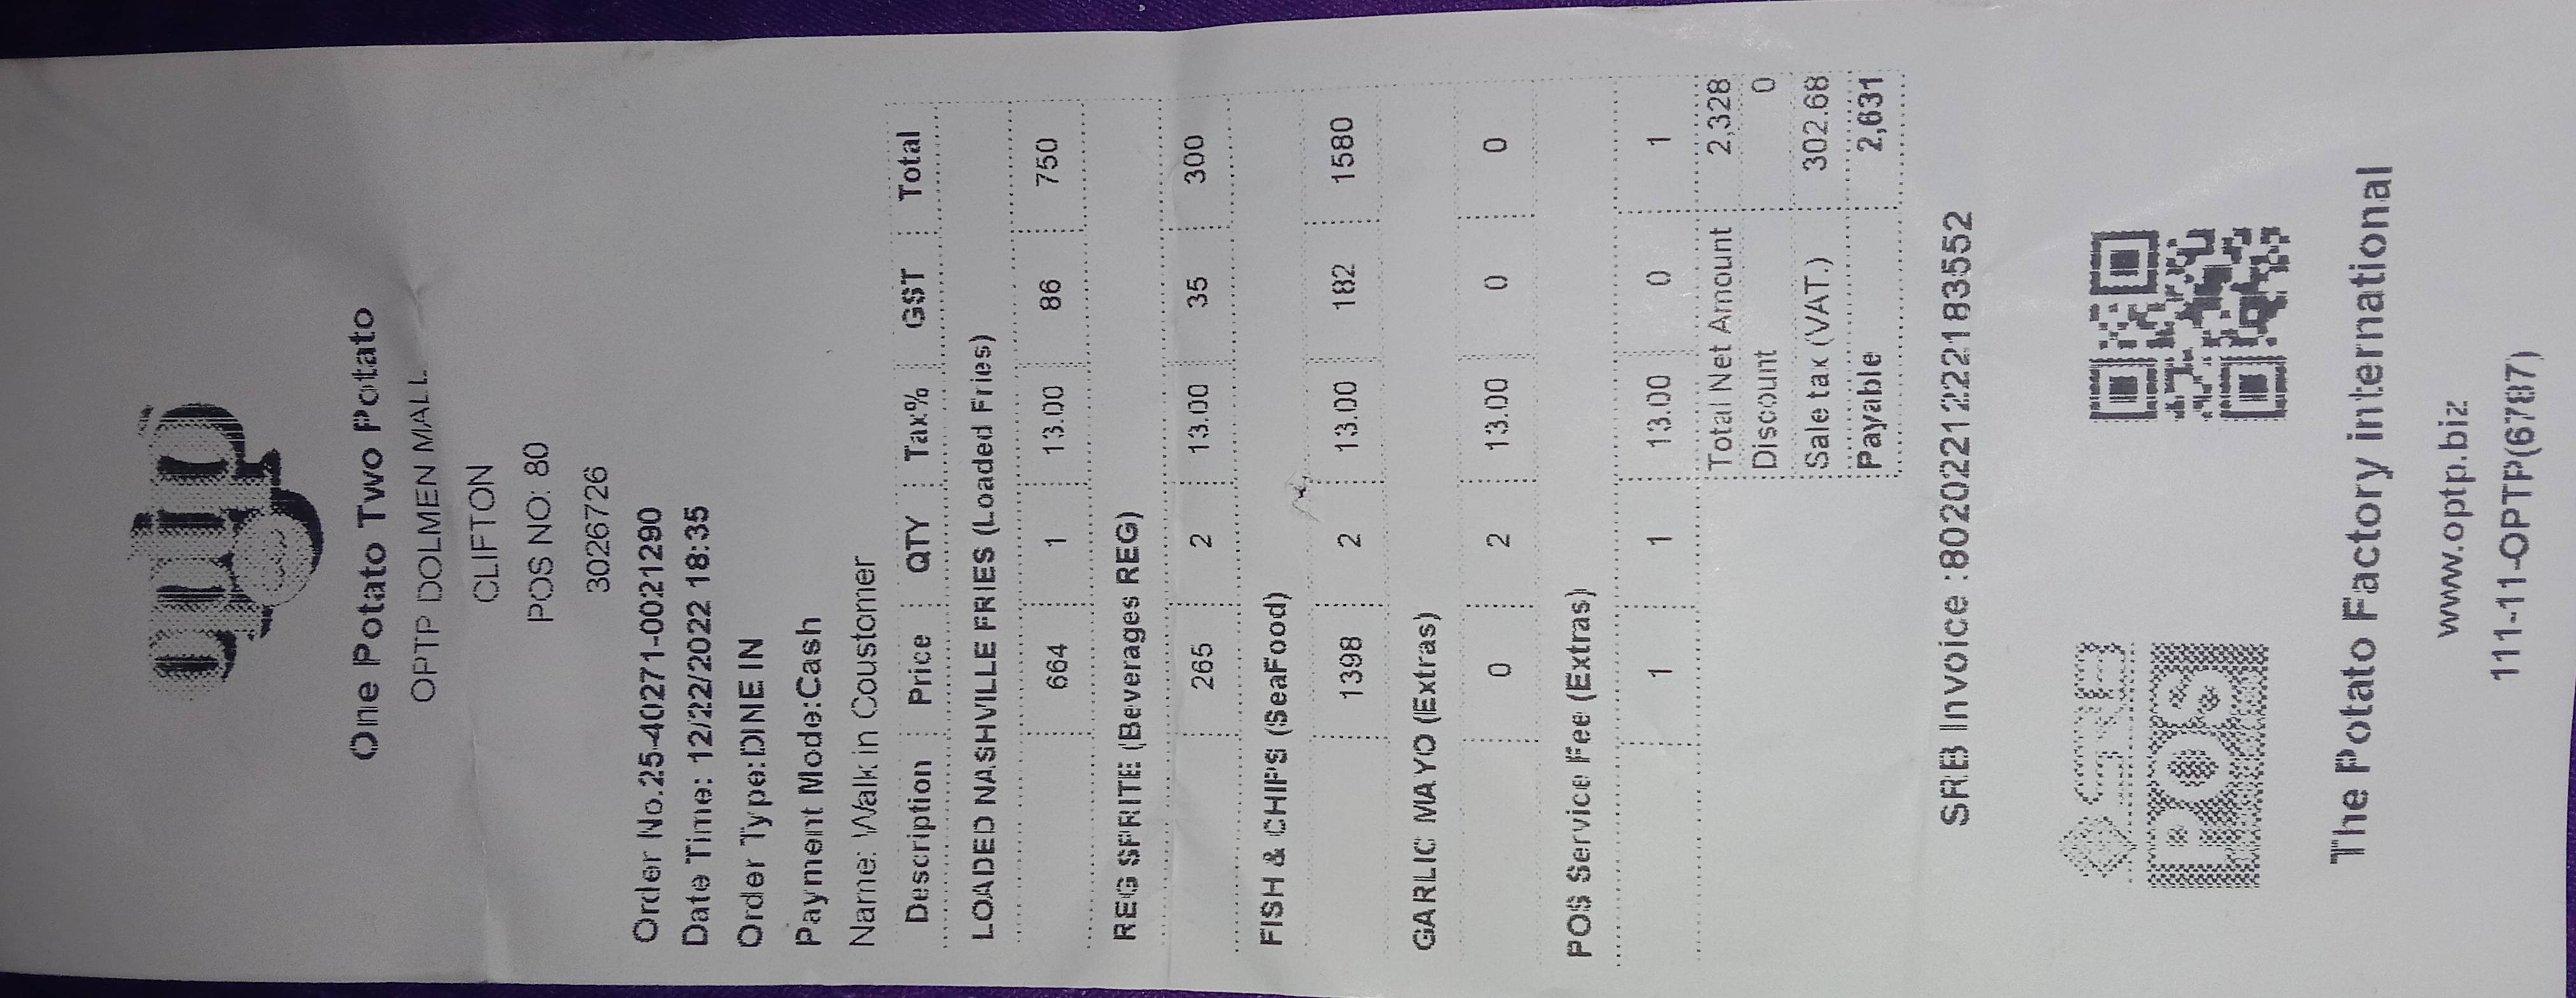 optp
One Potato Two Potato
OPTP DOLMEN MALL
CLIFTON
POS NO: 80
3026726
Order No.25-40271-0021290
Date Time: 12/22/2022 18:35
Order Type:DINE IN
Payment Mode:Cash
Name: Walk in Coustomer
Description Price QTY Tax% GST Total
LOADED NASHVILLE FRIES (Loaded Fries)
664 1 13.00 86 750
REG SPRITE (Beverages REG)
265 2 13.00 35 300
FISH & CHIPS (SeaFood)
1398 2 13.00 182 1580
GARLIC MAYO (Extras)
0 2 13.00 0 0
POS Service Fee (Extras)
1 1 13.00 0 1
Total Net Amount 2,328
Discount 0
Sale tax (VAT.) 302.68
Payable 2,631
SRB Invoice :8020221222183552
SRB
POS
The Potato Factory international
www.optp.biz
111-11-OPTP(6787)